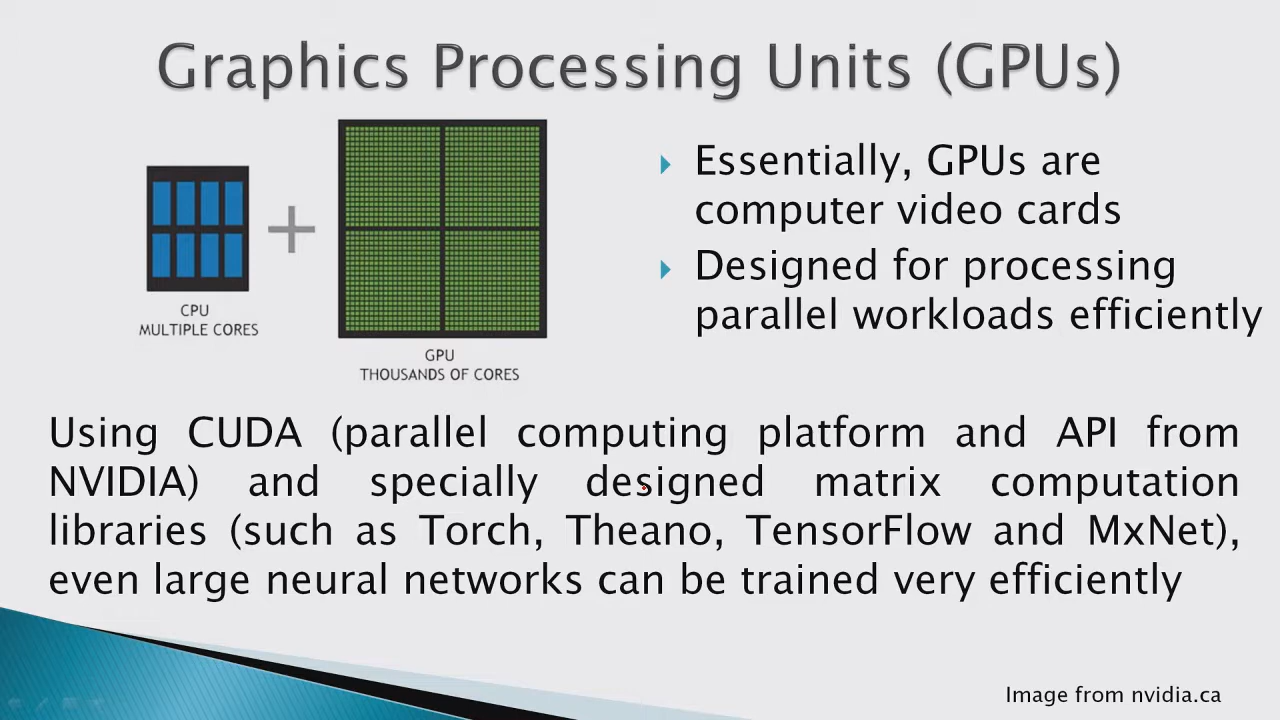 Graphics Processing Units (GPUs)
CPU
MULTIPLE CORES
GPU
THOUSANDS OF CORES
Essentially, GPUs are
computer video cards
Designed for processing
parallel workloads efficiently
Using CUDA (parallel computing platform and API from
NVIDIA) and specially designed matrix computation
libraries (such as Torch, Theano, TensorFlow and MxNet),
even large neural networks can be trained very efficiently
Image from nvidia.ca